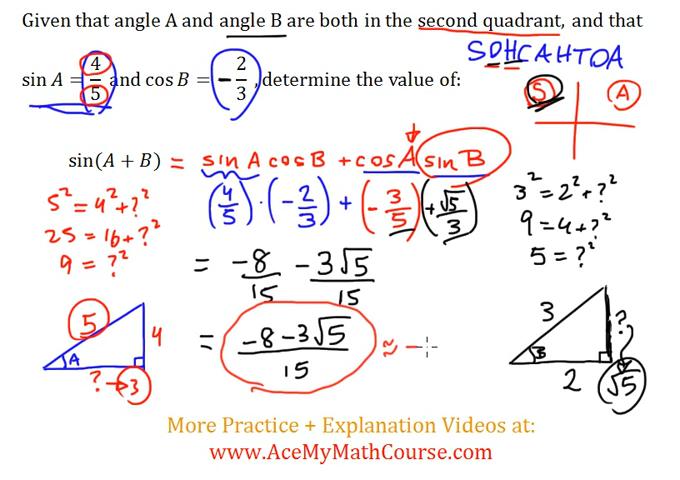 Given that angle A and angle B are both in the second quadrant, and that
SOHCAHTOA
sin A = 4/5 and cos B = -2/3, determine the value of:
S A
sin(A + B) = sin A cos B + cos A sin B
(4/5) · (-2/3) + (-3/5)(+√5/3)
5² = 4² + ?²
25 = 16 + ?²
9 = ?²
3² = 2² + ?²
9 = 4 + ?²
5 = ?²
= -8/15 - 3√5/15
= (-8 - 3√5)/15 ≈ -
5 4 A ? → 3
3 ? B 2 √5
More Practice + Explanation Videos at:
www.AceMyMathCourse.com